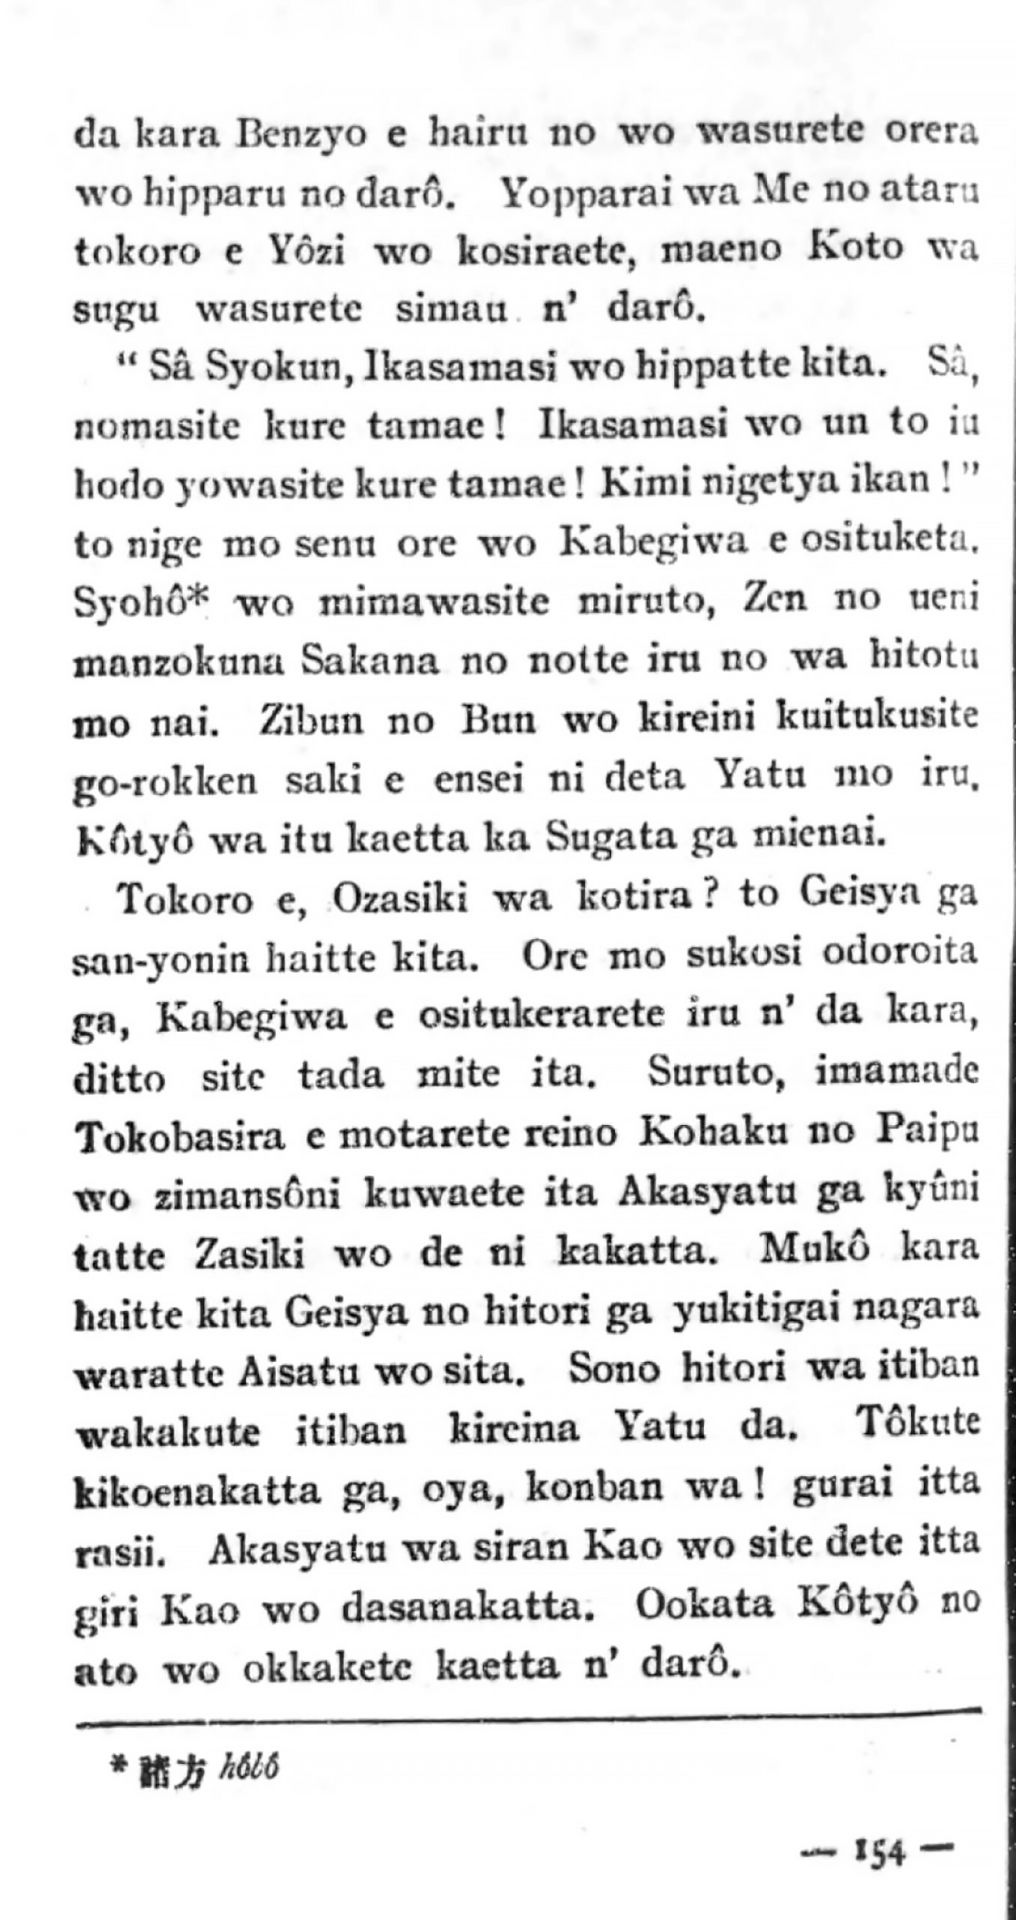 da kara Benzyo e hairu no wo wasurete orera
wo hipparu no darô. Yopparai wa Me no ataru
tokoro e Yôzi wo kosiraete, maeno Koto wa
sugu wasurete simau n’ darô.
“ Sâ Syokun, Ikasamasi wo hippatte kita. Sâ,
nomasite kure tamae! Ikasamasi wo un to iu
hodo yowasite kure tamae! Kimi nigetya ikan!”
to nige mo senu ore wo Kabegiwa e osituketa.
Syohô* wo mimawasite miruto, Zen no ueni
manzokuna Sakana no notte iru no wa hitotu
mo nai. Zibun no Bun wo kireini kuitukusite
go-rokken saki e ensei ni deta Yatu mo iru.
Kôtyô wa itu kaetta ka Sugata ga mienai.
Tokoro e, Ozasiki wa kotira? to Geisya ga
san-yonin haitte kita. Ore mo sukosi odoroita
ga, Kabegiwa e ositukerarete iru n’ da kara,
ditto site tada mite ita. Suruto, imamade
Tokobasira e motarete reino Kohaku no Paipu
wo zimansôni kuwaete ita Akasyatu ga kyûni
tatte Zasiki wo de ni kakatta. Mukô kara
haitte kita Geisya no hitori ga yukitigai nagara
waratte Aisatu wo sita. Sono hitori wa itiban
wakakute itiban kireina Yatu da. Tôkute
kikoenakatta ga, oya, konban wa! gurai itta
rasii. Akasyatu wa siran Kao wo site dete itta
giri Kao wo dasanakatta. Ookata Kôtyô no
ato wo okkakete kaetta n’ darô.
* 諸方 hôbô
— 154 —